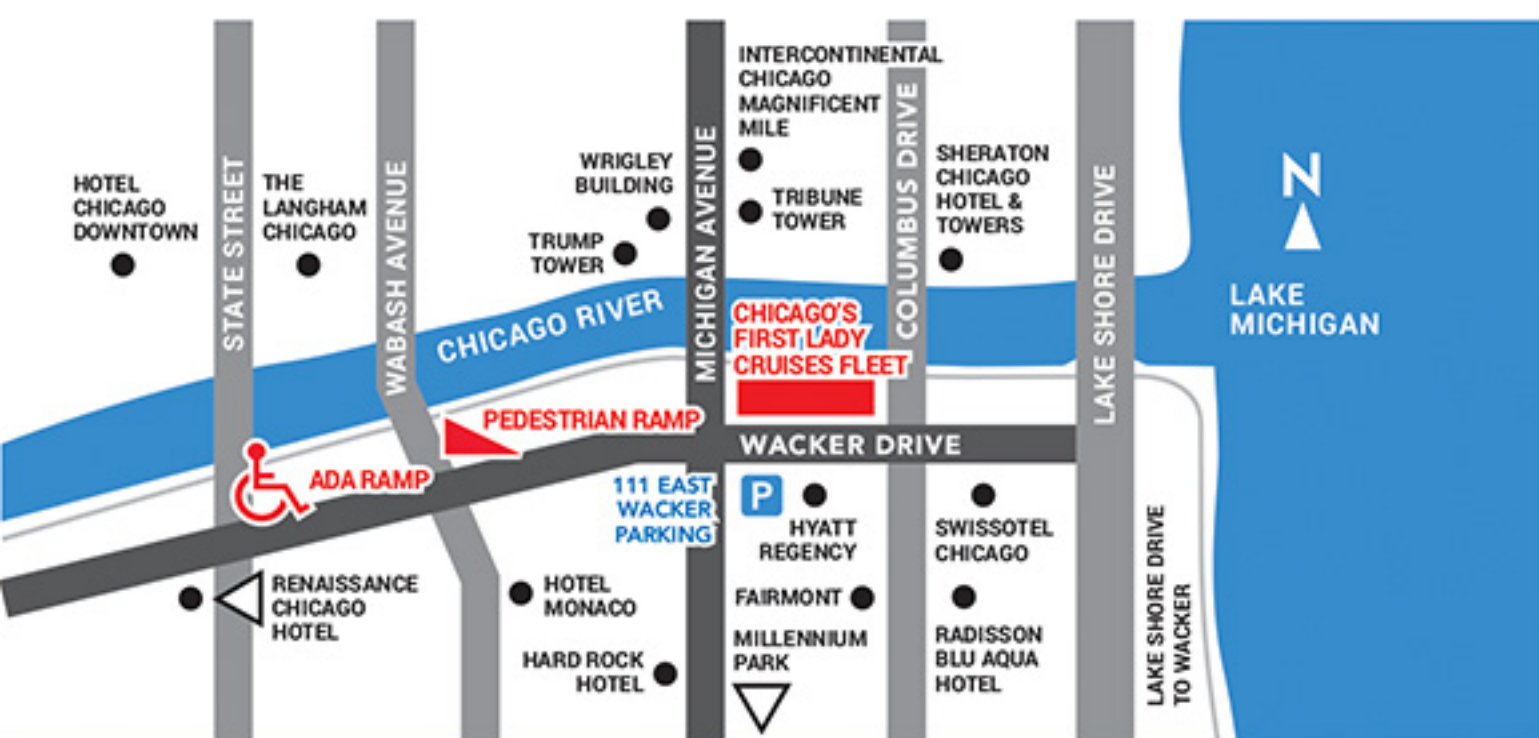 INTERCONTINENTAL
CHICAGO
MAGNIFICENT
MILE
WRIGLEY
BUILDING
TRIBUNE
TOWER
SHERATON
CHICAGO
HOTEL &
TOWERS
HOTEL
CHICAGO
DOWNTOWN
STATE STREET
THE
LANGHAM
CHICAGO
WABASH AVENUE
TRUMP
TOWER
MICHIGAN AVENUE
COLUMBUS DRIVE
LAKE SHORE DRIVE
N
LAKE
MICHIGAN
CHICAGO RIVER
CHICAGO'S
FIRST LADY
CRUISES FLEET
PEDESTRIAN RAMP
WACKER DRIVE
ADA RAMP
111 EAST
WACKER
PARKING
P
HYATT
REGENCY
SWISSOTEL
CHICAGO
RENAISSANCE
CHICAGO
HOTEL
HOTEL
MONACO
FAIRMONT
MILLENNIUM
PARK
HARD ROCK
HOTEL
RADISSON
BLU AQUA
HOTEL
LAKE SHORE DRIVE
TO WACKER